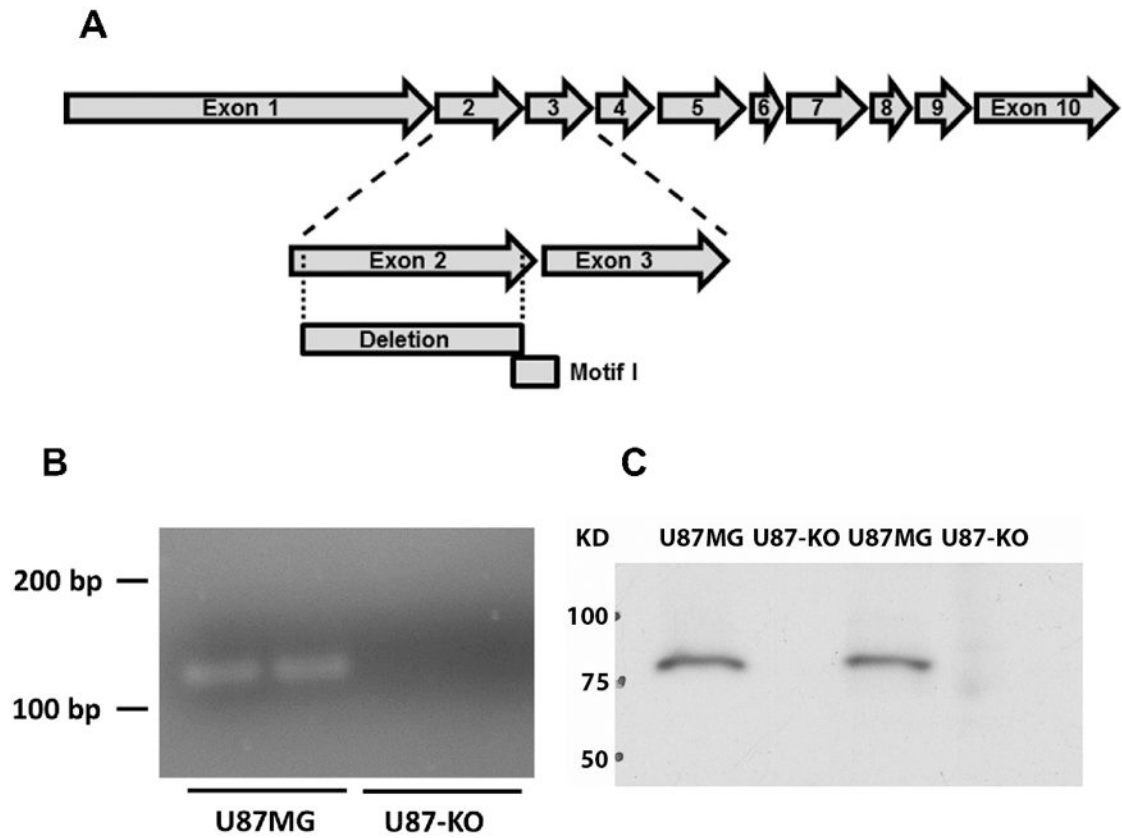 A
Exon 1 2 3 4 5 6 7 8 9 Exon 10
Exon 2 Exon 3
Deletion
Motif I
B
200 bp
100 bp
U87MG U87-KO
C
KD U87MG U87-KO U87MG U87-KO
100
75
50